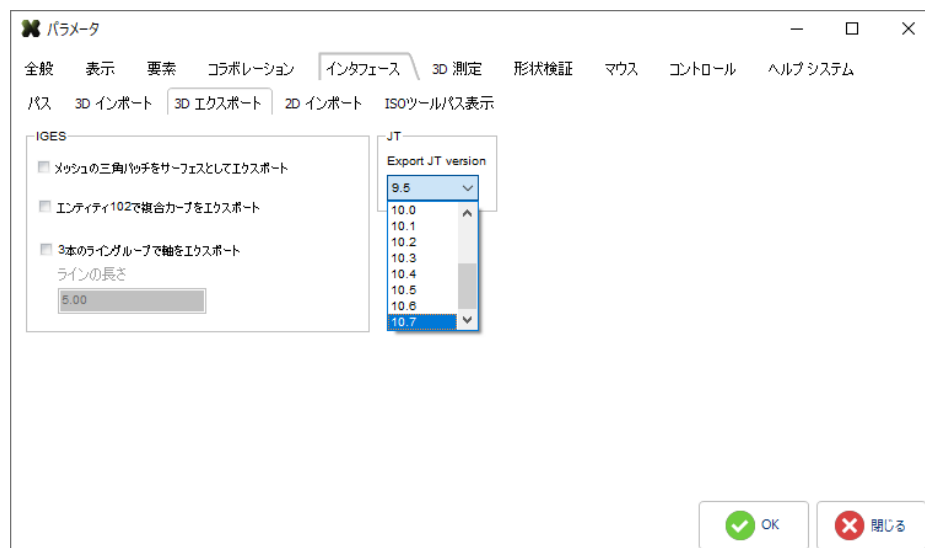 パラメータ
全般 表示 要素 コラボレーション インタフェース 3D 測定 形状検証 マウス コントロール ヘルプ システム
パス 3D インポート 3D エクスポート 2D インポート ISOツールパス表示
IGES
メッシュの三角パッチをサーフェスとしてエクスポート
エンティティ102で複合カーブをエクスポート
3本のライングループで軸をエクスポート
ラインの長さ
5.00
JT
Export JT version
9.5
10.0
10.1
10.2
10.3
10.4
10.5
10.6
10.7
OK 閉じる